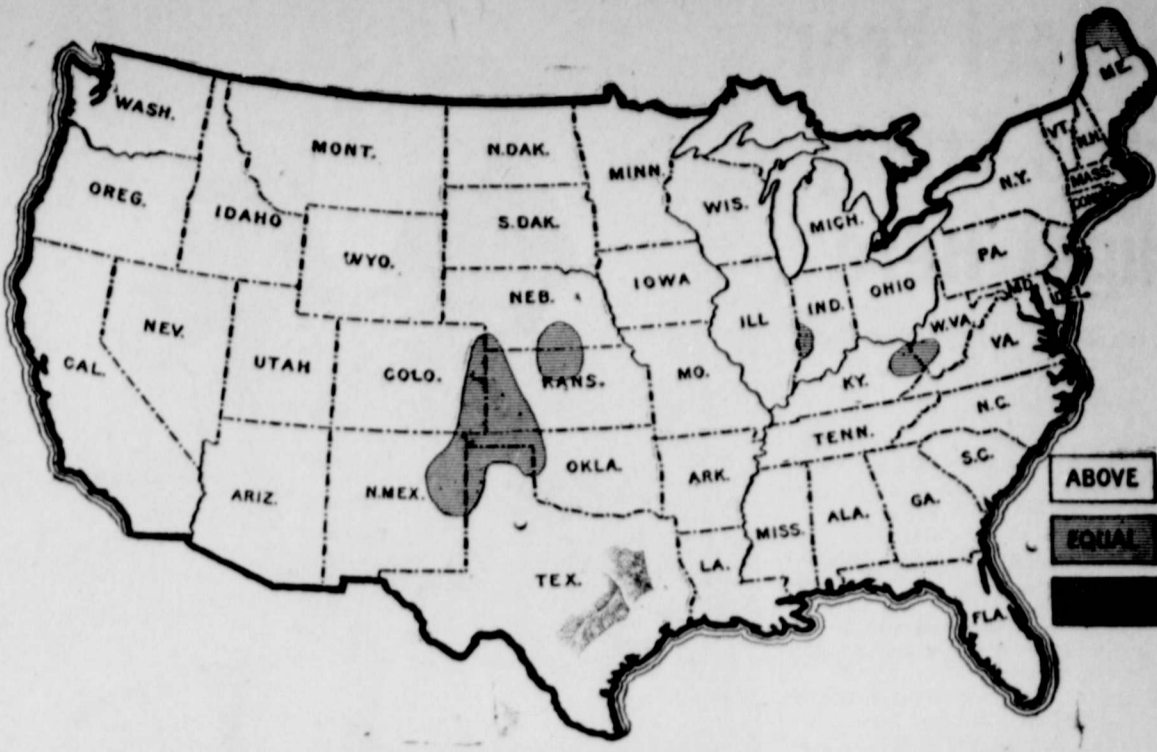 WASH.
MONT.
N.DAK.
MINN.
OREG.
IDAHO
WYO.
S.DAK.
WIS.
MICH.
N.Y.
VT.
N.H.
ME.
MASS.
CONN.
NEB.
IOWA
ILL
IND.
OHIO
PA.
MD.
W.VA.
VA.
NEV.
UTAH
COLO.
KANS.
MO.
KY.
CAL.
ARIZ.
N.MEX.
OKLA.
ARK.
TENN.
N.C.
S.C.
TEX.
LA.
MISS.
ALA.
GA.
FLA.
ABOVE
EQUAL